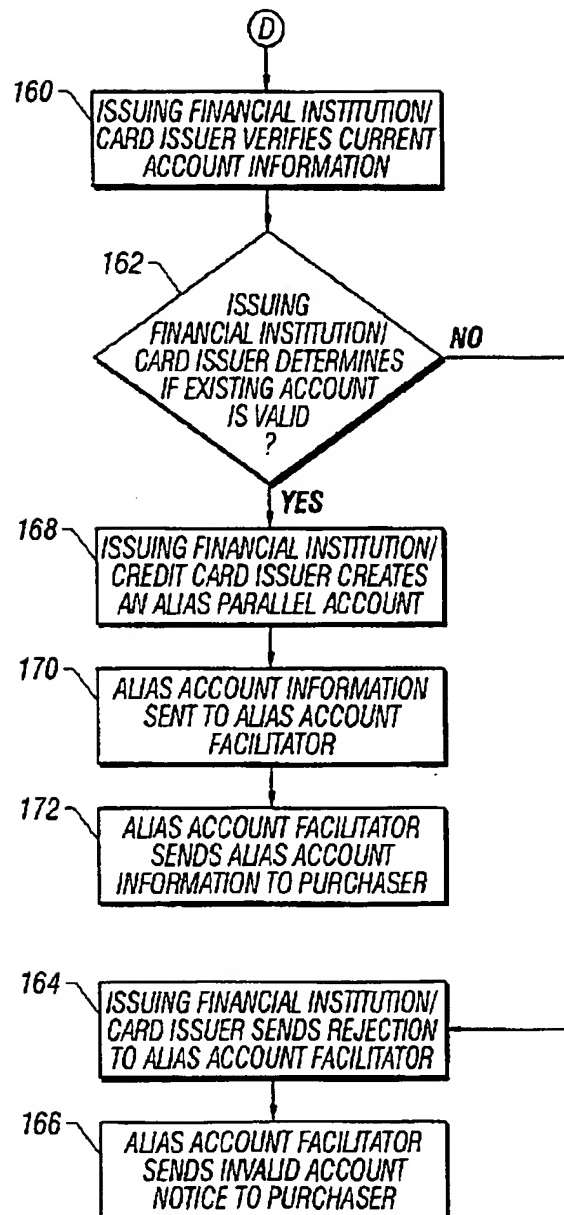 D
160
ISSUING FINANCIAL INSTITUTION/
CARD ISSUER VERIFIES CURRENT
ACCOUNT INFORMATION
162
ISSUING
FINANCIAL INSTITUTION/
CARD ISSUER DETERMINES
IF EXISTING ACCOUNT
IS VALID
?
NO
YES
168
ISSUING FINANCIAL INSTITUTION/
CREDIT CARD ISSUER CREATES
AN ALIAS PARALLEL ACCOUNT
170
ALIAS ACCOUNT INFORMATION
SENT TO ALIAS ACCOUNT
FACILITATOR
172
ALIAS ACCOUNT FACILITATOR
SENDS ALIAS ACCOUNT
INFORMATION TO PURCHASER
164
ISSUING FINANCIAL INSTITUTION/
CARD ISSUER SENDS REJECTION
TO ALIAS ACCOUNT FACILITATOR
166
ALIAS ACCOUNT FACILITATOR
SENDS INVALID ACCOUNT
NOTICE TO PURCHASER